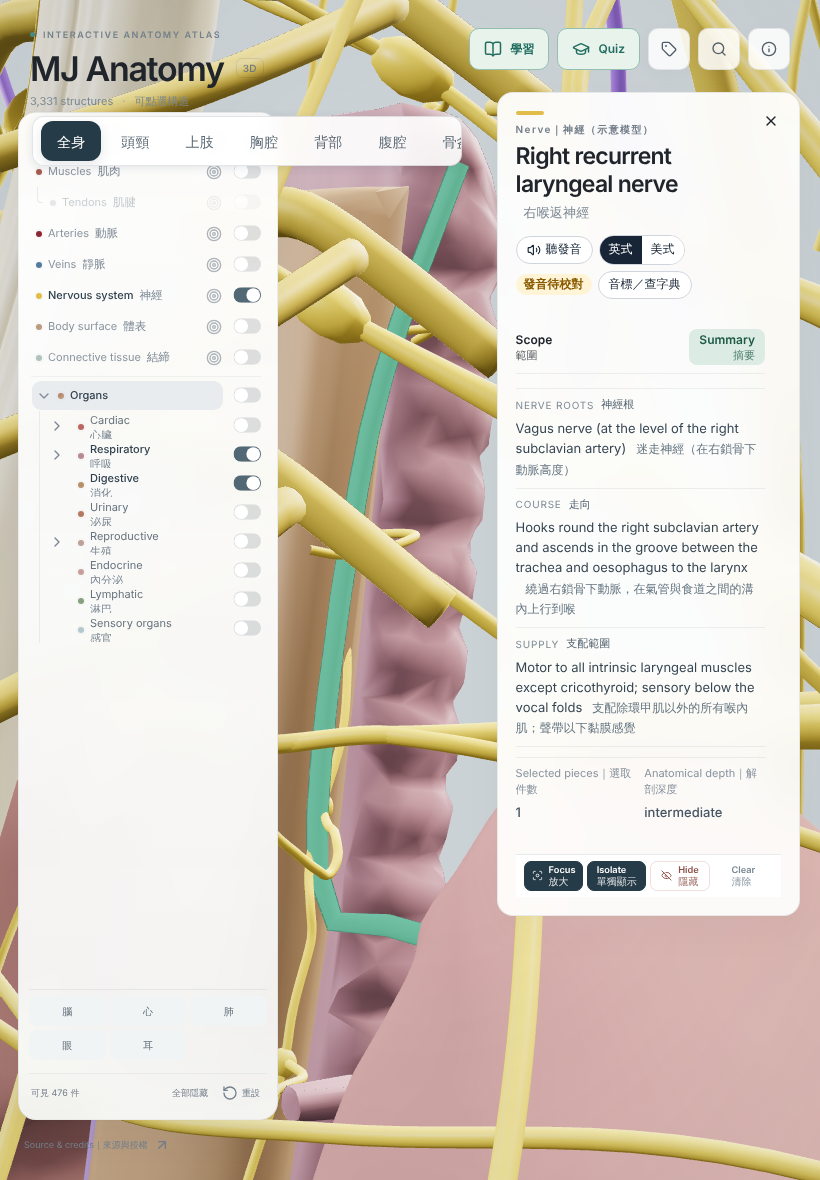 INTERACTIVE ANATOMY ATLAS
MJ Anatomy 3D
3,331 structures · 可點選構造
學習
Quiz
全身 頭頸 上肢 胸腔 背部 腹腔
Muscles 肌肉
Tendons 肌腱
Arteries 動脈
Veins 靜脈
Nervous system 神經
Body surface 體表
Connective tissue 結締
Organs
Cardiac
心臟
Respiratory
呼吸
Digestive
消化
Urinary
泌尿
Reproductive
生殖
Endocrine
內分泌
Lymphatic
淋巴
Sensory organs
感官
腦 心 肺
眼 耳
可見 476 件 全部隱藏 重設
Source & credits | 來源與授權
Nerve | 神經（示意模型）
Right recurrent
laryngeal nerve
右喉返神經
聽發音 英式 美式
發音待校對 音標／查字典
Scope
範圍
Summary
摘要
NERVE ROOTS 神經根
Vagus nerve (at the level of the right
subclavian artery) 迷走神經（在右鎖骨下
動脈高度）
COURSE 走向
Hooks round the right subclavian artery
and ascends in the groove between the
trachea and oesophagus to the larynx
繞過右鎖骨下動脈，在氣管與食道之間的溝
內上行到喉
SUPPLY 支配範圍
Motor to all intrinsic laryngeal muscles
except cricothyroid; sensory below the
vocal folds 支配除環甲肌以外的所有喉內
肌；聲帶以下黏膜感覺
Selected pieces｜選取
件數
1
Anatomical depth｜解
剖深度
intermediate
Focus
放大
Isolate
單獨顯示
Hide
隱藏
Clear
清除